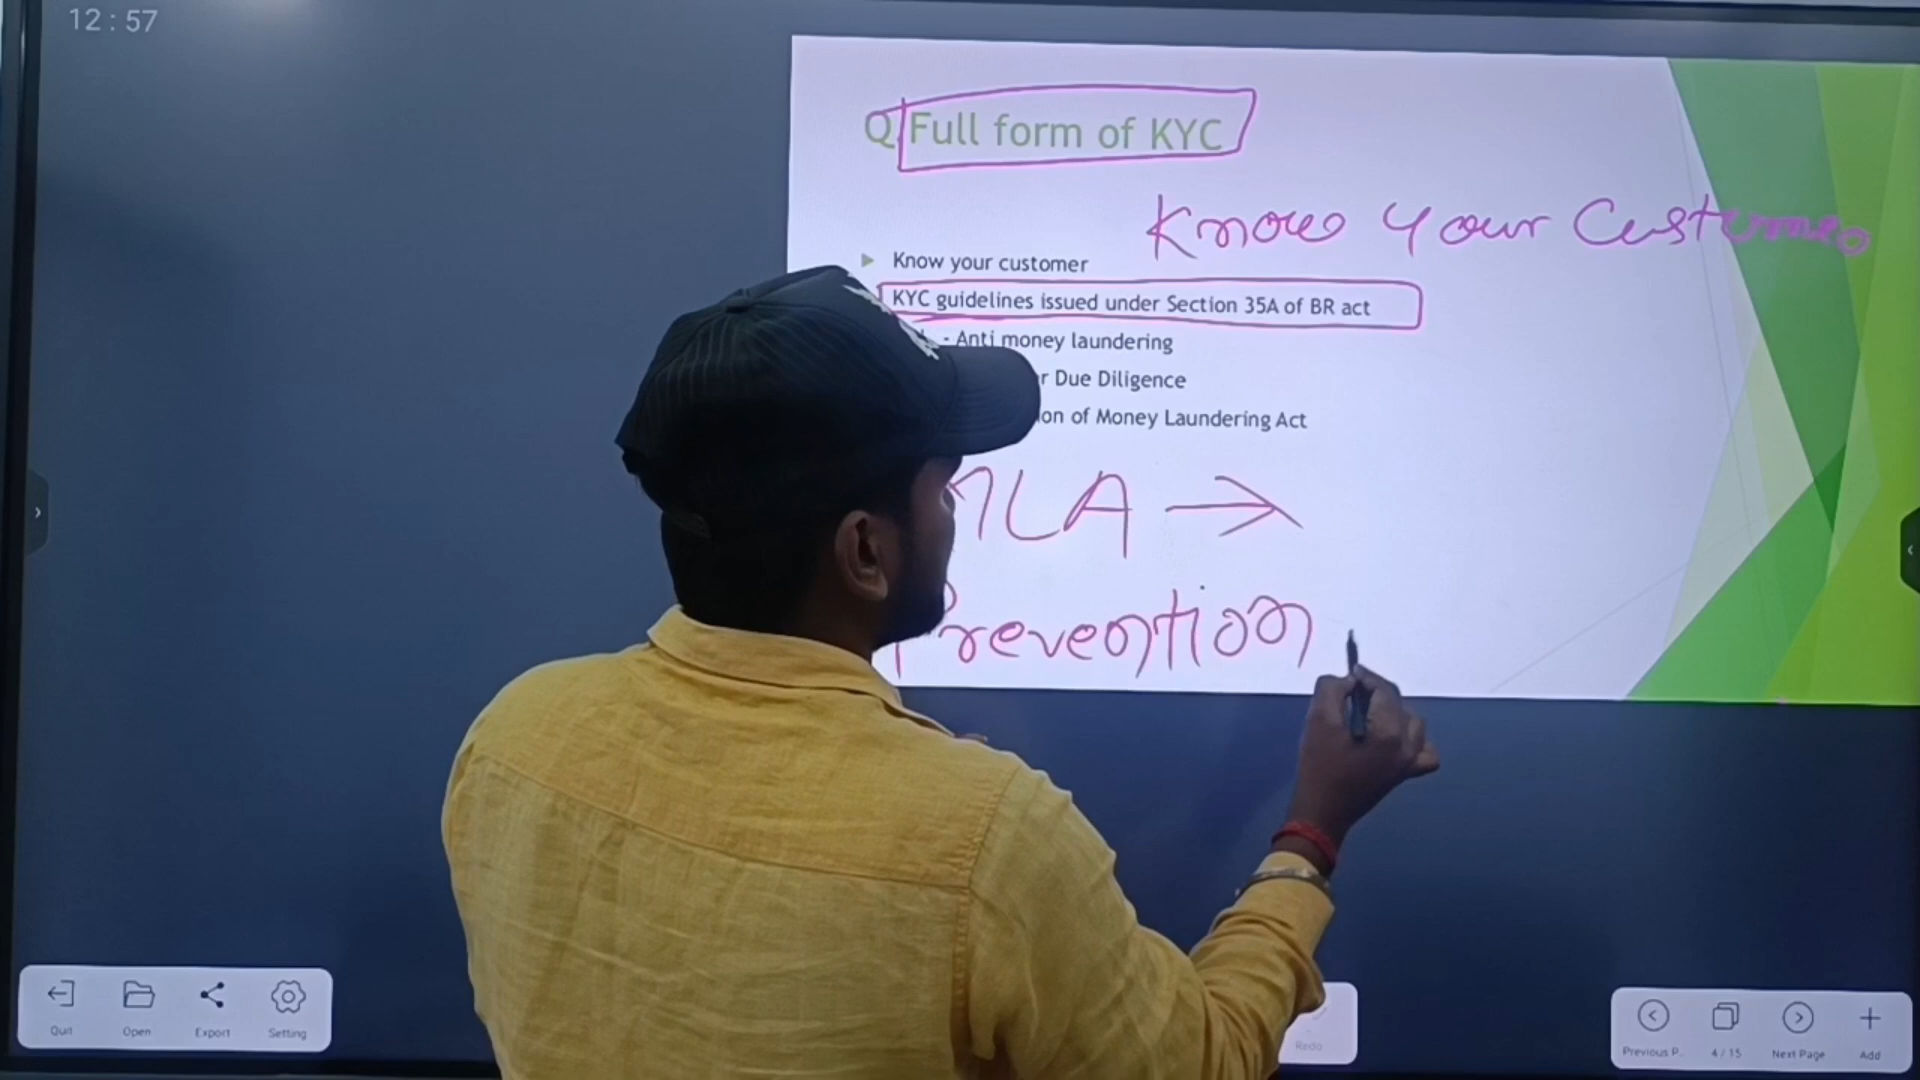 12:57
Q Full form of KYC
Know Your Customer
Know your customer
KYC guidelines issued under Section 35A of BR act
- Anti money laundering
r Due Diligence
ion of Money Laundering Act
MLA →
Prevention
Quit Open Export Setting
Redo
Previous P.. 4/15 Next Page Add